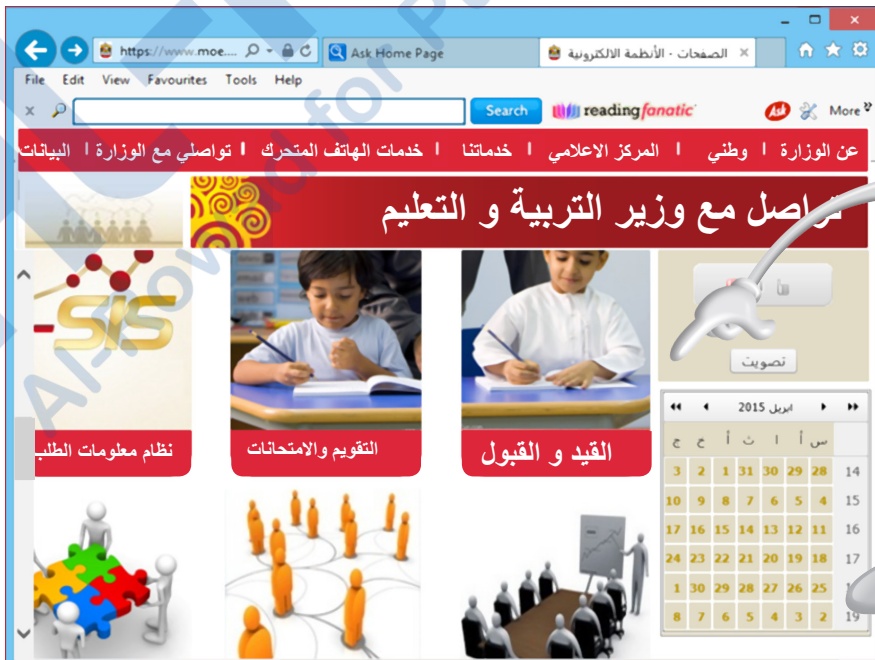 https://www.moe....
Ask Home Page
الصفحات - الأنظمة الالكترونية
File Edit View Favourites Tools Help
Search reading fanatic Ask More
عن الوزارة ا وطني ا المركز الاعلامي ا خدماتنا ا خدمات الهاتف المتحرك ا تواصلي مع الوزارة ا البيانات
تواصل مع وزير التربية و التعليم
SIS
تصويت
القيد و القبول
التقويم والامتحانات
نظام معلومات الطلب
ابريل 2015
س أ ا ث أ خ ج
14 28 29 30 31 1 2 3
15 4 5 6 7 8 9 10
16 11 12 13 14 15 16 17
17 18 19 20 21 22 23 24
25 26 27 28 29 30 1
19 2 3 4 5 6 7 8